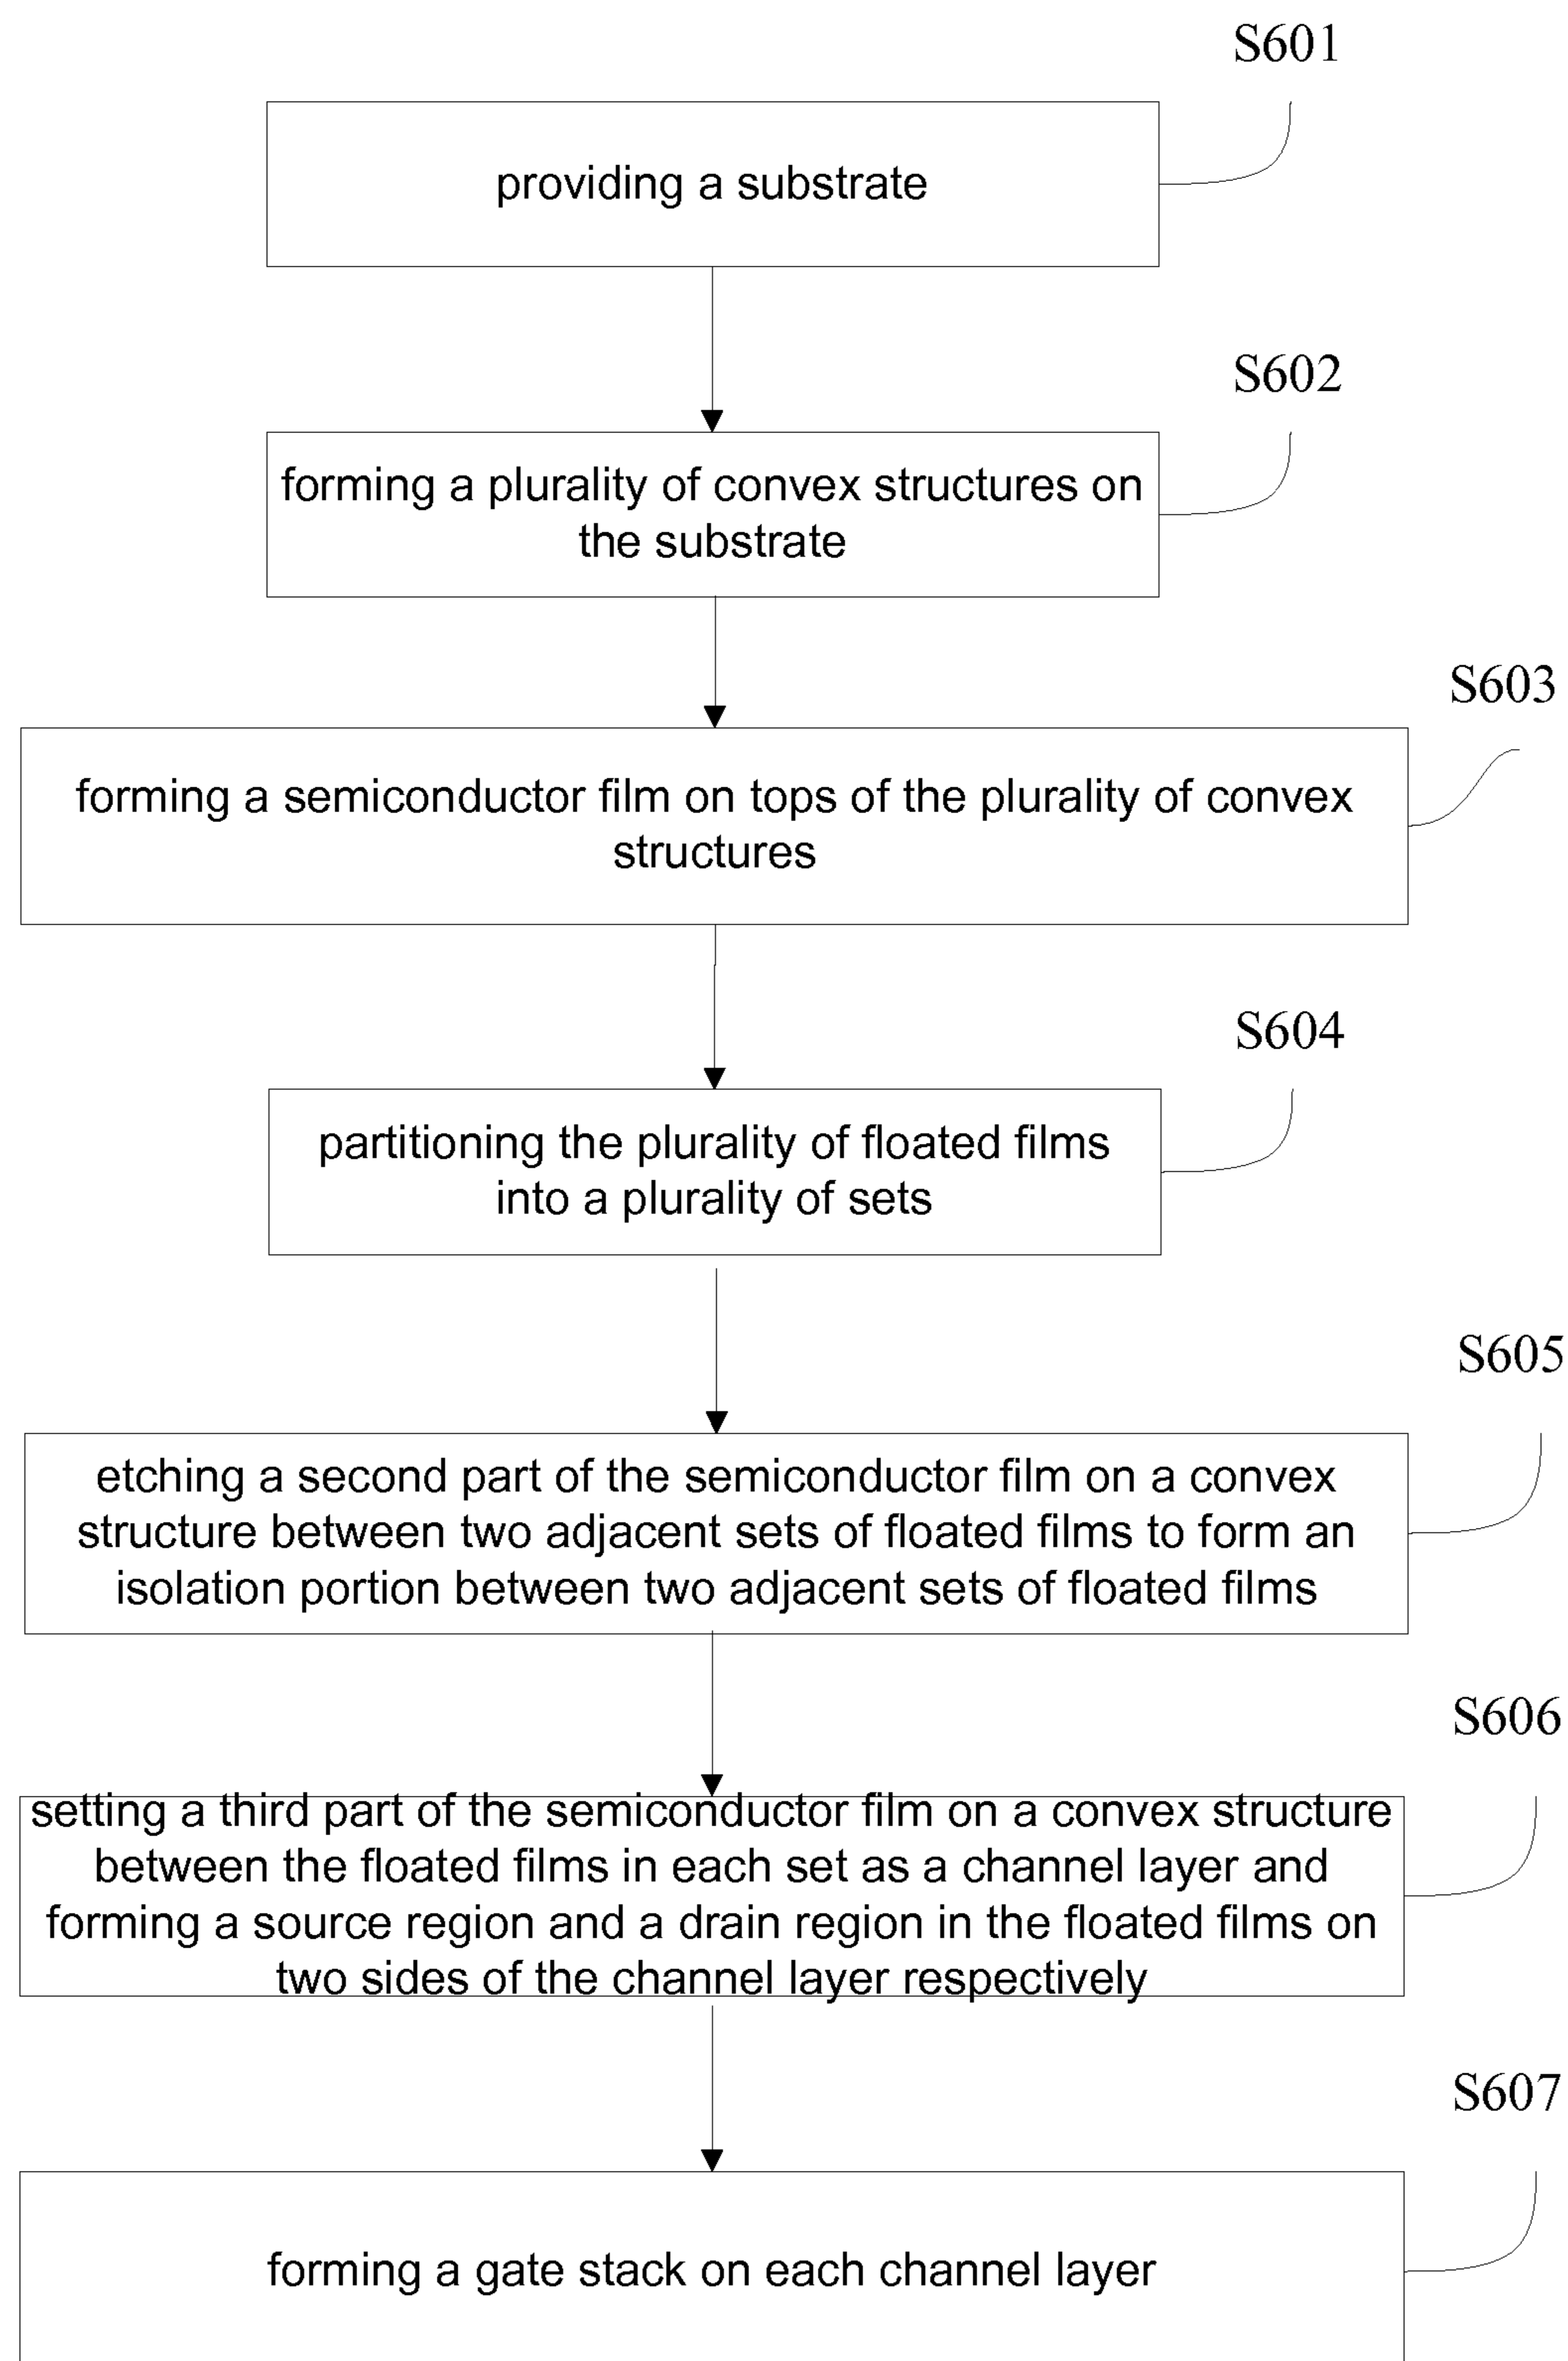 S601
providing a substrate
S602
forming a plurality of convex structures on
the substrate
S603
forming a semiconductor film on tops of the plurality of convex
structures
S604
partitioning the plurality of floated films
into a plurality of sets
S605
etching a second part of the semiconductor film on a convex
structure between two adjacent sets of floated films to form an
isolation portion between two adjacent sets of floated films
S606
setting a third part of the semiconductor film on a convex structure
between the floated films in each set as a channel layer and
forming a source region and a drain region in the floated films on
two sides of the channel layer respectively
S607
forming a gate stack on each channel layer